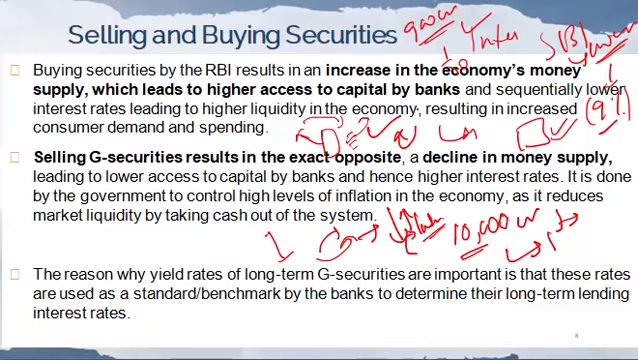 Selling and Buying Securities
Buying securities by the RBI results in an increase in the economy's money
supply, which leads to higher access to capital by banks and sequentially lower
interest rates leading to higher liquidity in the economy, resulting in increased
consumer demand and spending.
(9%)
Selling G-securities results in the exact opposite, a decline in money supply,
leading to lower access to capital by banks and hence higher interest rates. It is done
by the government to control high levels of inflation in the economy, as it reduces
market liquidity by taking cash out of the system.
10,000 cr
The reason why yield rates of long-term G-securities are important is that these rates
are used as a standard/benchmark by the banks to determine their long-term lending
interest rates.
8